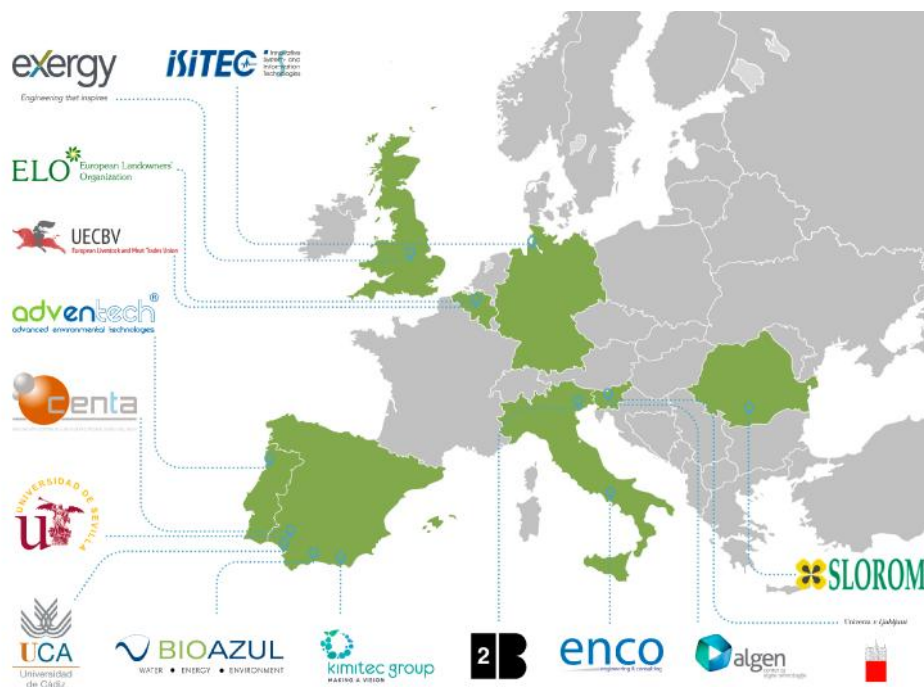 exergy
Engineering that inspires
iSiTEC
Innovative
System- and
Information
Technologies
ELO
European Landowners'
Organization
UECBV
European Livestock and Meat Trades Union
adventech®
advanced environmental technologies
centa
UNIVERSIDAD DE SEVILLA
UCA
Universidad
de Cádiz
BIOAZUL
WATER • ENERGY • ENVIRONMENT
kimitec group
MAKING A VISION
2B
enco
engineering & consulting
algen
SLOROM
Univerza v Ljubljani